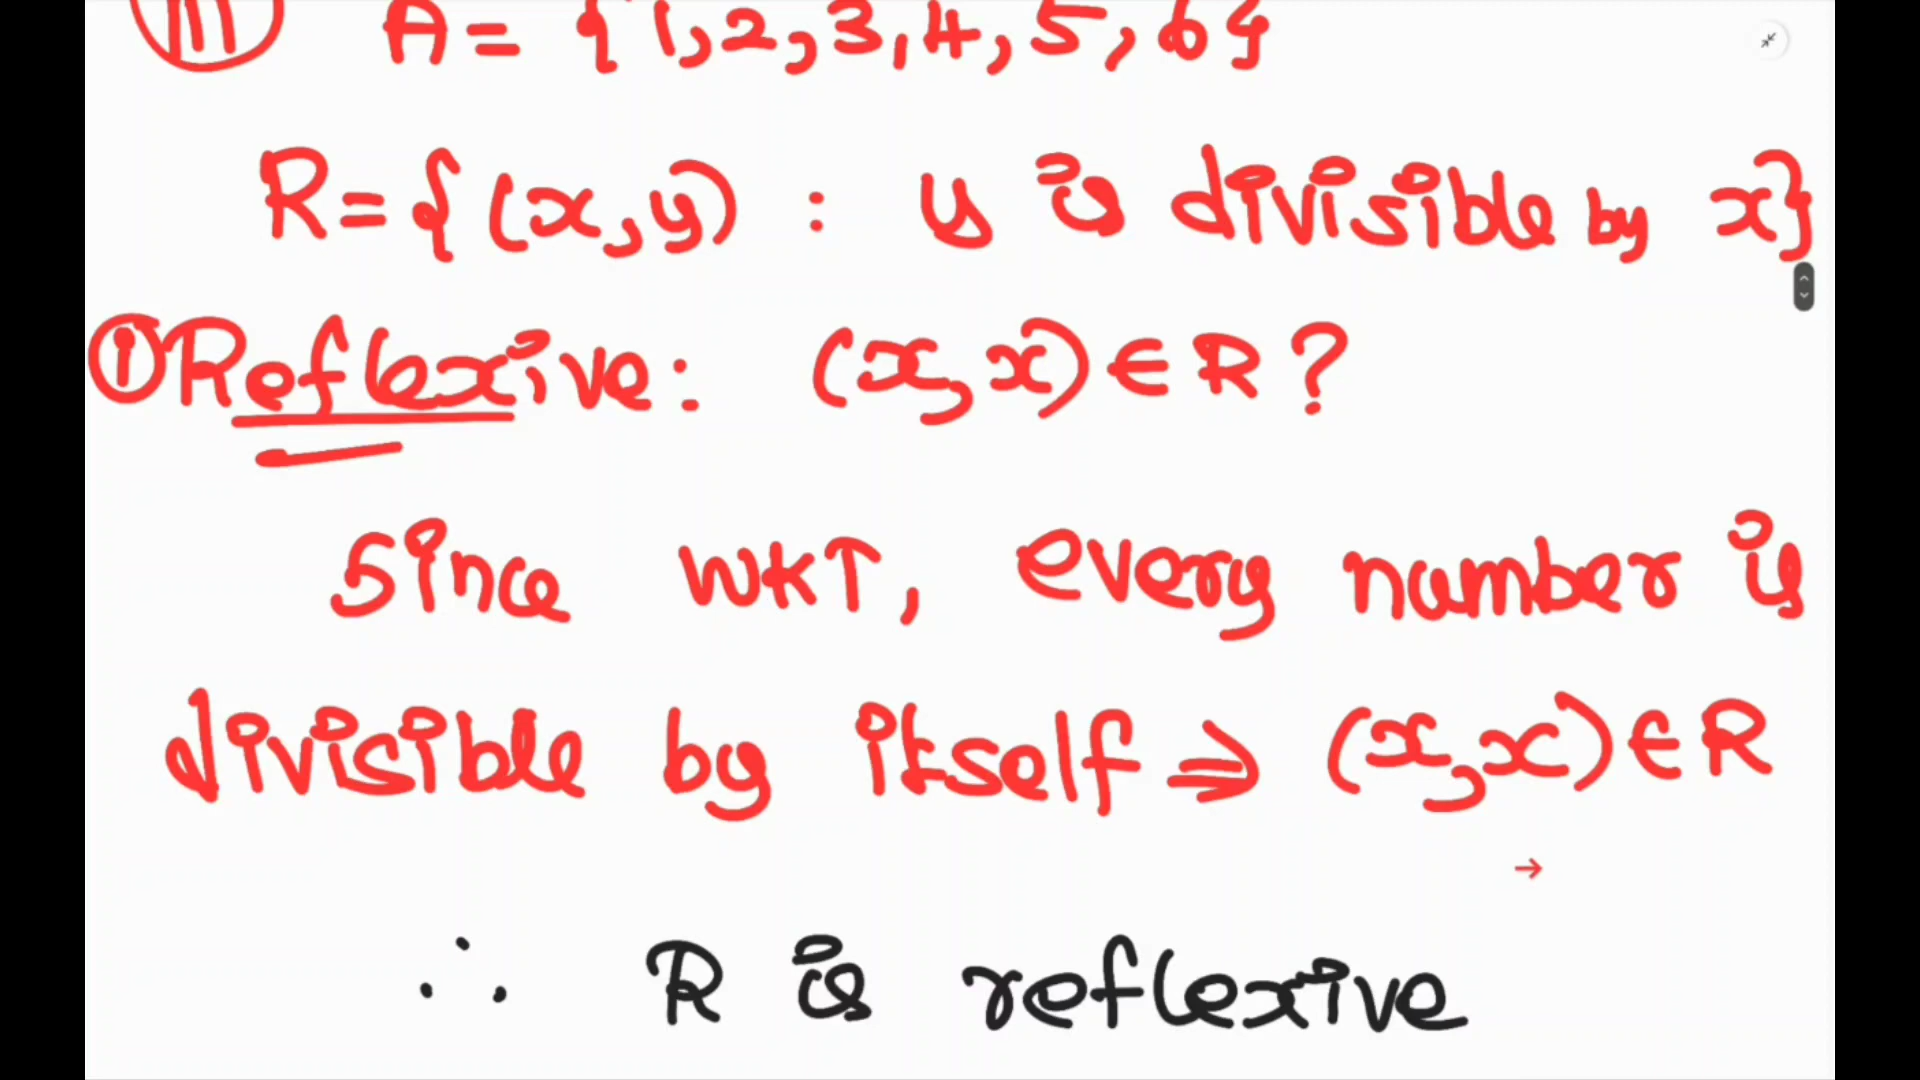 (iii) A = {1,2,3,4,5,6}
R = {(x,y) : y is divisible by x}
(i) Reflexive: (x,x) ∈ R ?
Since WKT, every number is
divisible by itself ⇒ (x,x) ∈ R
→
∴ R is reflexive